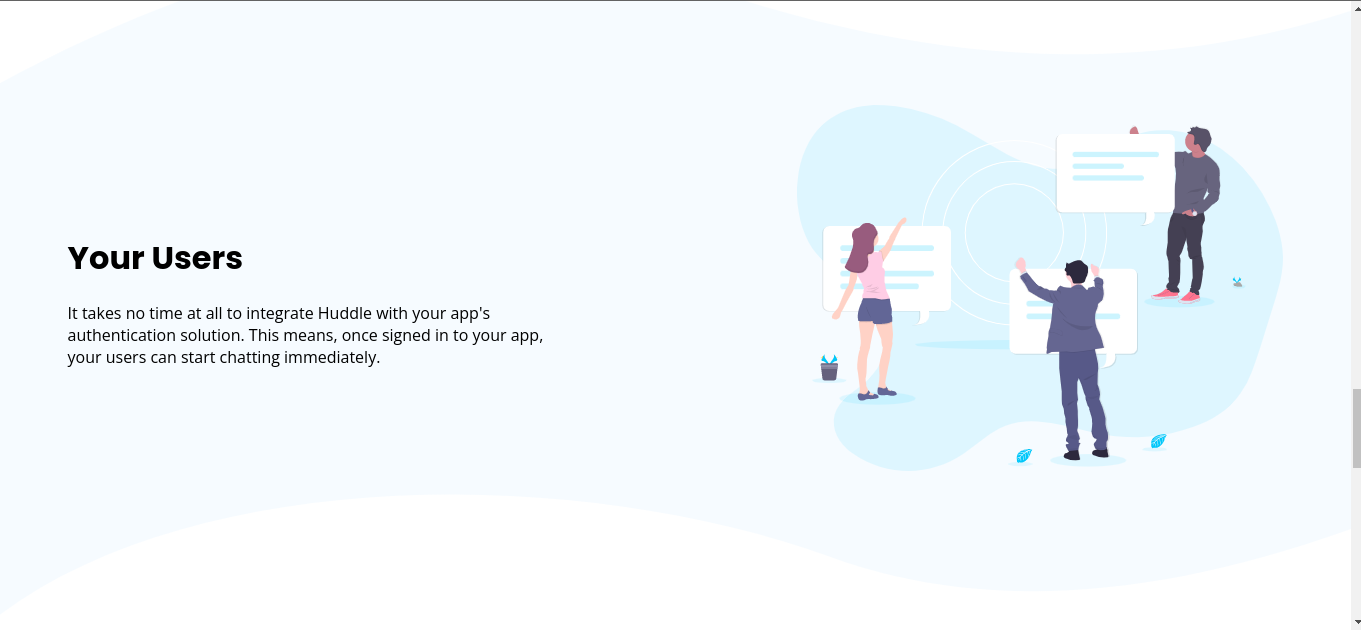 Your Users
It takes no time at all to integrate Huddle with your app's
authentication solution. This means, once signed in to your app,
your users can start chatting immediately.